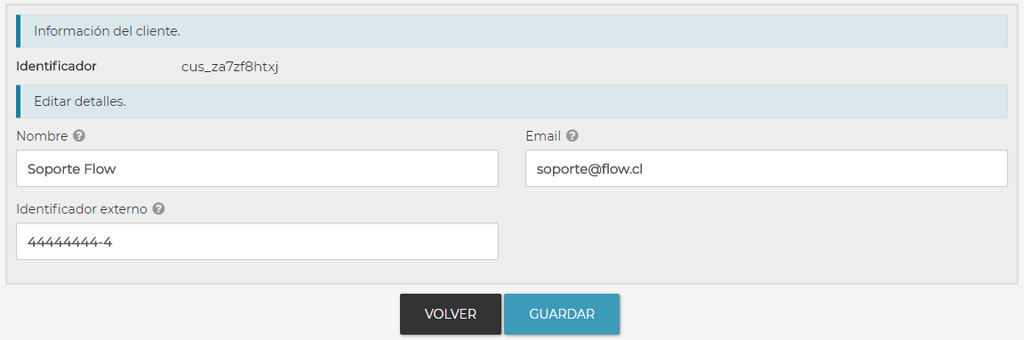 Información del cliente.
Identificador cus_za7zf8htxj
Editar detalles.
Nombre Email
Soporte Flow soporte@flow.cl
Identificador externo
44444444-4
VOLVER GUARDAR